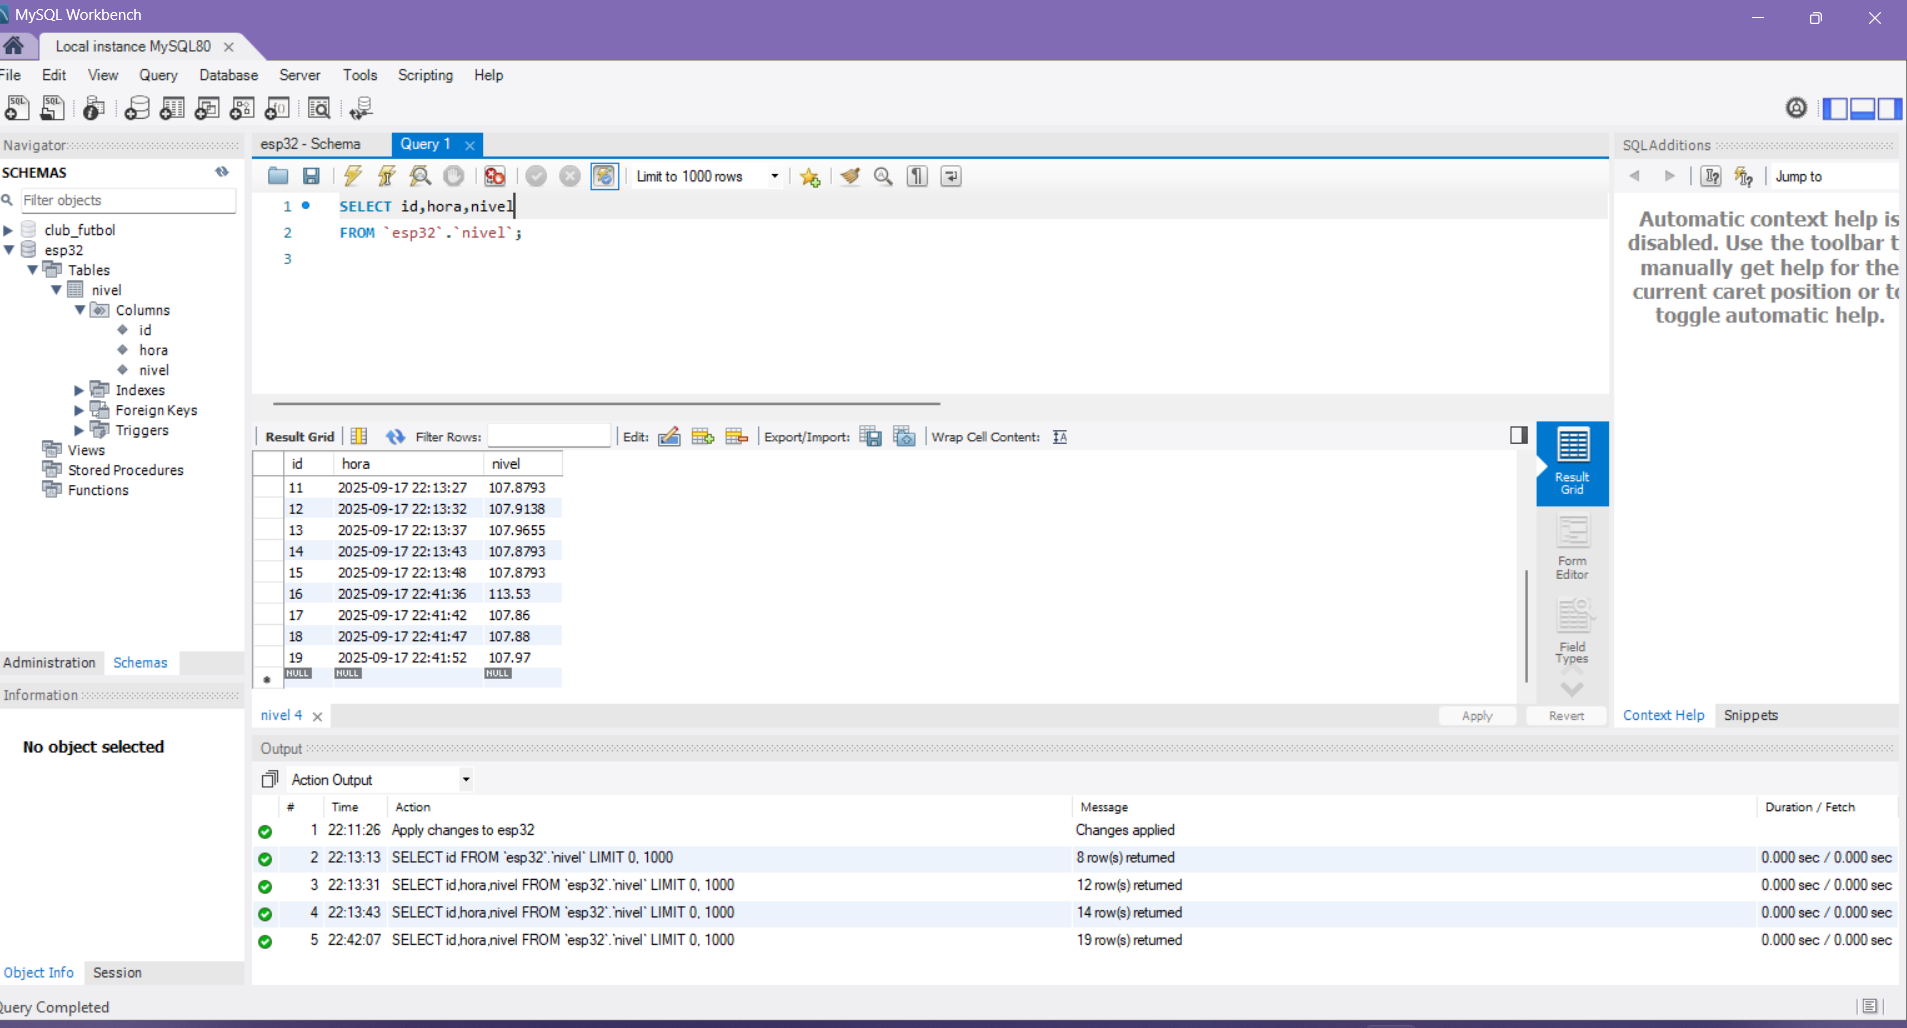 MySQL Workbench
Local instance MySQL80
File Edit View Query Database Server Tools Scripting Help
Navigator
SCHEMAS
Filter objects
club_futbol
esp32
Tables
nivel
Columns
id
hora
nivel
Indexes
Foreign Keys
Triggers
Views
Stored Procedures
Functions
Administration Schemas
Information
No object selected
Object Info Session
Query Completed
esp32 - Schema Query 1
Limit to 1000 rows
1 SELECT id,hora,nivel
2 FROM `esp32`.`nivel`;
3
Result Grid Filter Rows: Edit: Export/Import: Wrap Cell Content:
id hora nivel
11 2025-09-17 22:13:27 107.8793
12 2025-09-17 22:13:32 107.9138
13 2025-09-17 22:13:37 107.9655
14 2025-09-17 22:13:43 107.8793
15 2025-09-17 22:13:48 107.8793
16 2025-09-17 22:41:36 113.53
17 2025-09-17 22:41:42 107.86
18 2025-09-17 22:41:47 107.88
19 2025-09-17 22:41:52 107.97
NULL NULL NULL
Result
Grid
Form
Editor
Field
Types
nivel 4
Apply Revert
SQLAdditions
Jump to
Automatic context help is
disabled. Use the toolbar t
manually get help for the
current caret position or to
toggle automatic help.
Context Help Snippets
Output
Action Output
# Time Action Message Duration / Fetch
1 22:11:26 Apply changes to esp32 Changes applied
2 22:13:13 SELECT id FROM `esp32`.`nivel` LIMIT 0, 1000 8 row(s) returned 0.000 sec / 0.000 sec
3 22:13:31 SELECT id,hora,nivel FROM `esp32`.`nivel` LIMIT 0, 1000 12 row(s) returned 0.000 sec / 0.000 sec
4 22:13:43 SELECT id,hora,nivel FROM `esp32`.`nivel` LIMIT 0, 1000 14 row(s) returned 0.000 sec / 0.000 sec
5 22:42:07 SELECT id,hora,nivel FROM `esp32`.`nivel` LIMIT 0, 1000 19 row(s) returned 0.000 sec / 0.000 sec